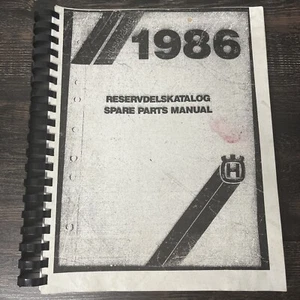 1986
RESERVDELSKATALOG
SPARE PARTS MANUAL
H